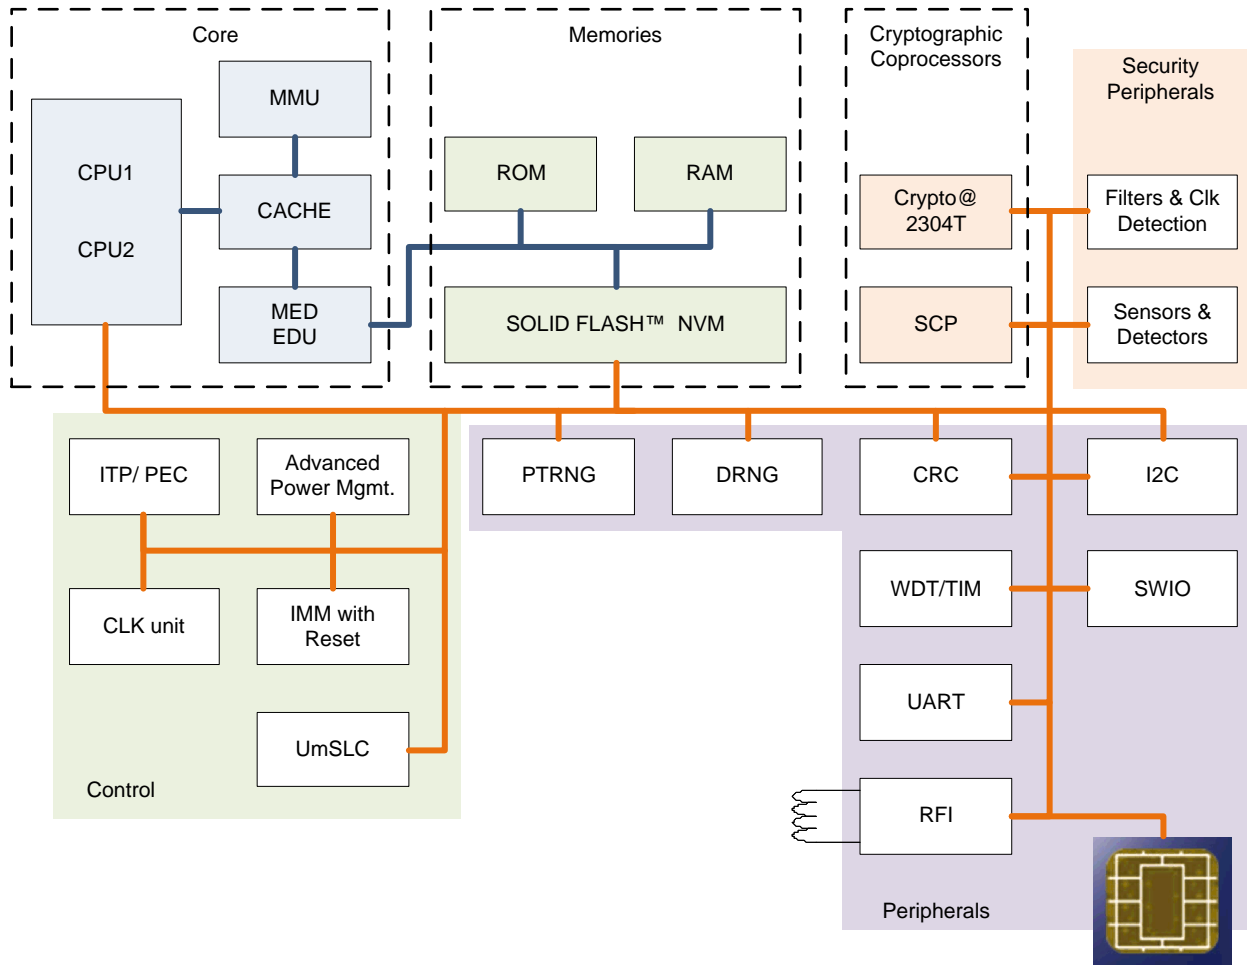 Core
MMU
CPU1
CPU2
CACHE
MED
EDU
Memories
ROM
RAM
SOLID FLASH™ NVM
Cryptographic
Coprocessors
Crypto@
2304T
SCP
Security
Peripherals
Filters & Clk
Detection
Sensors &
Detectors
ITP/ PEC
Advanced
Power Mgmt.
CLK unit
IMM with
Reset
UmSLC
Control
PTRNG
DRNG
CRC
I2C
WDT/TIM
SWIO
UART
RFI
Peripherals